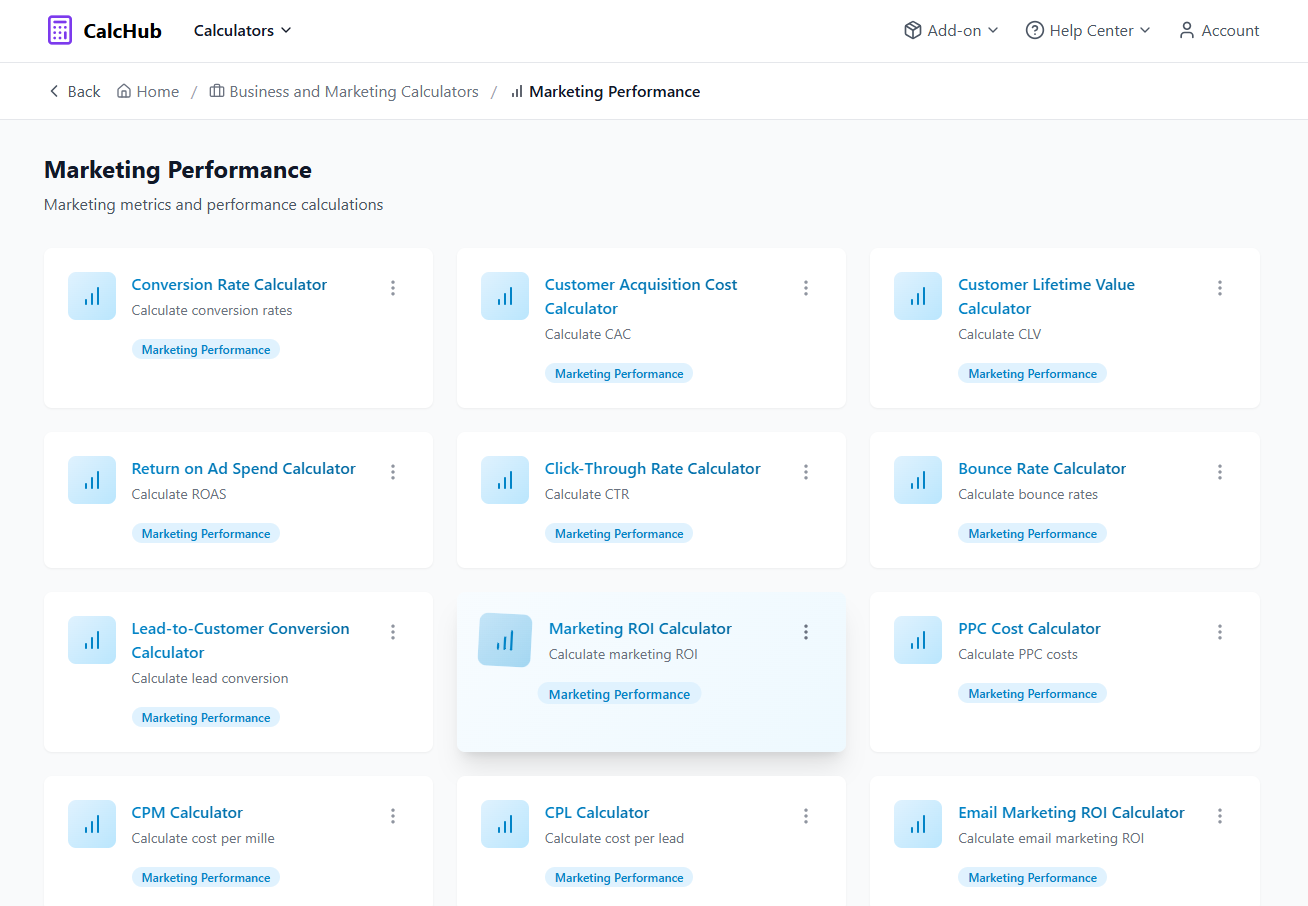 CalcHub
Calculators
Add-on
Help Center
Account
Back
Home
/
Business and Marketing Calculators
/
Marketing Performance
Marketing Performance
Marketing metrics and performance calculations
Conversion Rate Calculator
Calculate conversion rates
Marketing Performance
Customer Acquisition Cost
Calculator
Calculate CAC
Marketing Performance
Customer Lifetime Value
Calculator
Calculate CLV
Marketing Performance
Return on Ad Spend Calculator
Calculate ROAS
Marketing Performance
Click-Through Rate Calculator
Calculate CTR
Marketing Performance
Bounce Rate Calculator
Calculate bounce rates
Marketing Performance
Lead-to-Customer Conversion
Calculator
Calculate lead conversion
Marketing Performance
Marketing ROI Calculator
Calculate marketing ROI
Marketing Performance
PPC Cost Calculator
Calculate PPC costs
Marketing Performance
CPM Calculator
Calculate cost per mille
Marketing Performance
CPL Calculator
Calculate cost per lead
Marketing Performance
Email Marketing ROI Calculator
Calculate email marketing ROI
Marketing Performance